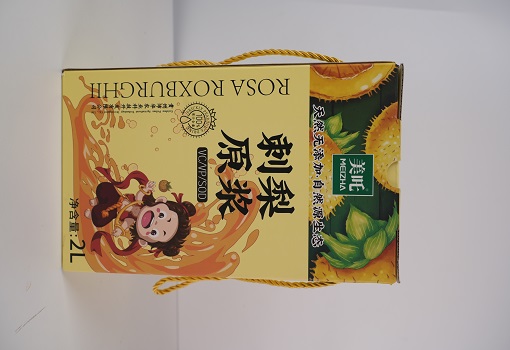 美吒
MEIZHA
天然无添加·自然源生态
刺梨
原浆
VC/VP/SOD
ROSA ROXBURGHII
净含量:2L